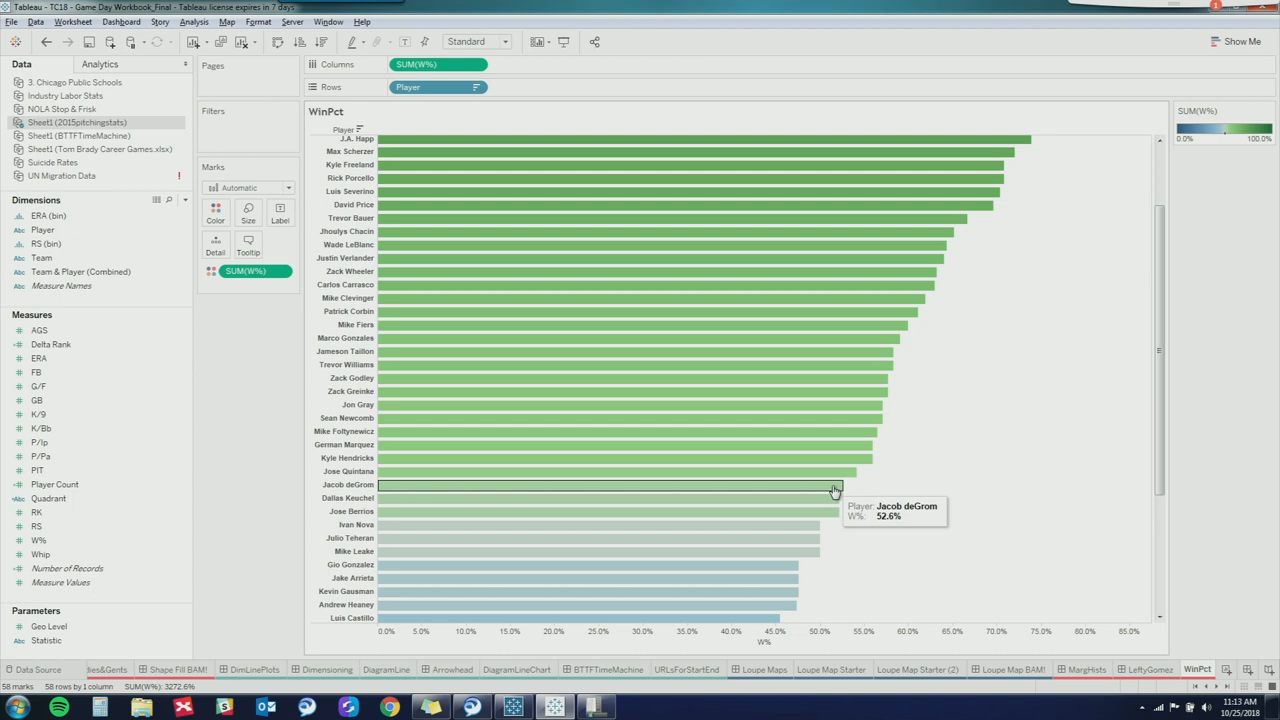 Tableau - TC18 - Game Day Workbook_Final - Tableau license expires in 7 days
File Data Worksheet Dashboard Story Analysis Map Format Server Window Help
Standard
Show Me
Data Analytics
3. Chicago Public Schools
Industry Labor Stats
NOLA Stop & Frisk
Sheet1 (2015pitchingstats)
Sheet1 (BTTFTimeMachine)
Sheet1 (Tom Brady Career Games.xlsx)
Suicide Rates
UN Migration Data !
Dimensions
ERA (bin)
Abc Player
RS (bin)
Abc Team
Abc Team & Player (Combined)
Abc Measure Names
Measures
# AGS
# Delta Rank
# ERA
# FB
# G/F
# GB
# K/9
# K/Bb
# P/Ip
# P/Pa
# PIT
# Player Count
Abc Quadrant
# RK
# RS
# W%
# Whip
# Number of Records
# Measure Values
Parameters
# Geo Level
Abc Statistic
Pages
Filters
Marks
Automatic
Color Size Label
Detail Tooltip
SUM(W%)
Columns SUM(W%)
Rows Player
WinPct
Player
J.A. Happ
Max Scherzer
Kyle Freeland
Rick Porcello
Luis Severino
David Price
Trevor Bauer
Jhoulys Chacin
Wade LeBlanc
Justin Verlander
Zack Wheeler
Carlos Carrasco
Mike Clevinger
Patrick Corbin
Mike Fiers
Marco Gonzales
Jameson Taillon
Trevor Williams
Zack Godley
Zack Greinke
Jon Gray
Sean Newcomb
Mike Foltynewicz
German Marquez
Kyle Hendricks
Jose Quintana
Jacob deGrom
Dallas Keuchel
Jose Berrios
Ivan Nova
Julio Teheran
Mike Leake
Gio Gonzalez
Jake Arrieta
Kevin Gausman
Andrew Heaney
Luis Castillo
Player: Jacob deGrom
W%: 52.6%
0.0% 5.0% 10.0% 15.0% 20.0% 25.0% 30.0% 35.0% 40.0% 45.0% 50.0% 55.0% 60.0% 65.0% 70.0% 75.0% 80.0% 85.0%
W%
SUM(W%)
0.0% 100.0%
Data Source dies&Gents Shape Fill BAM! DimLinePlots Dimensioning DiagramLine Arrowhead DiagramLineChart BTTFTimeMachine URLsForStartEnd Loupe Maps Loupe Map Starter Loupe Map Starter (2) Loupe Map BAM! MargHists LeftyGomez WinPct
58 marks 58 rows by 1 column SUM(W%): 3272.6%
11:13 AM
10/25/2018